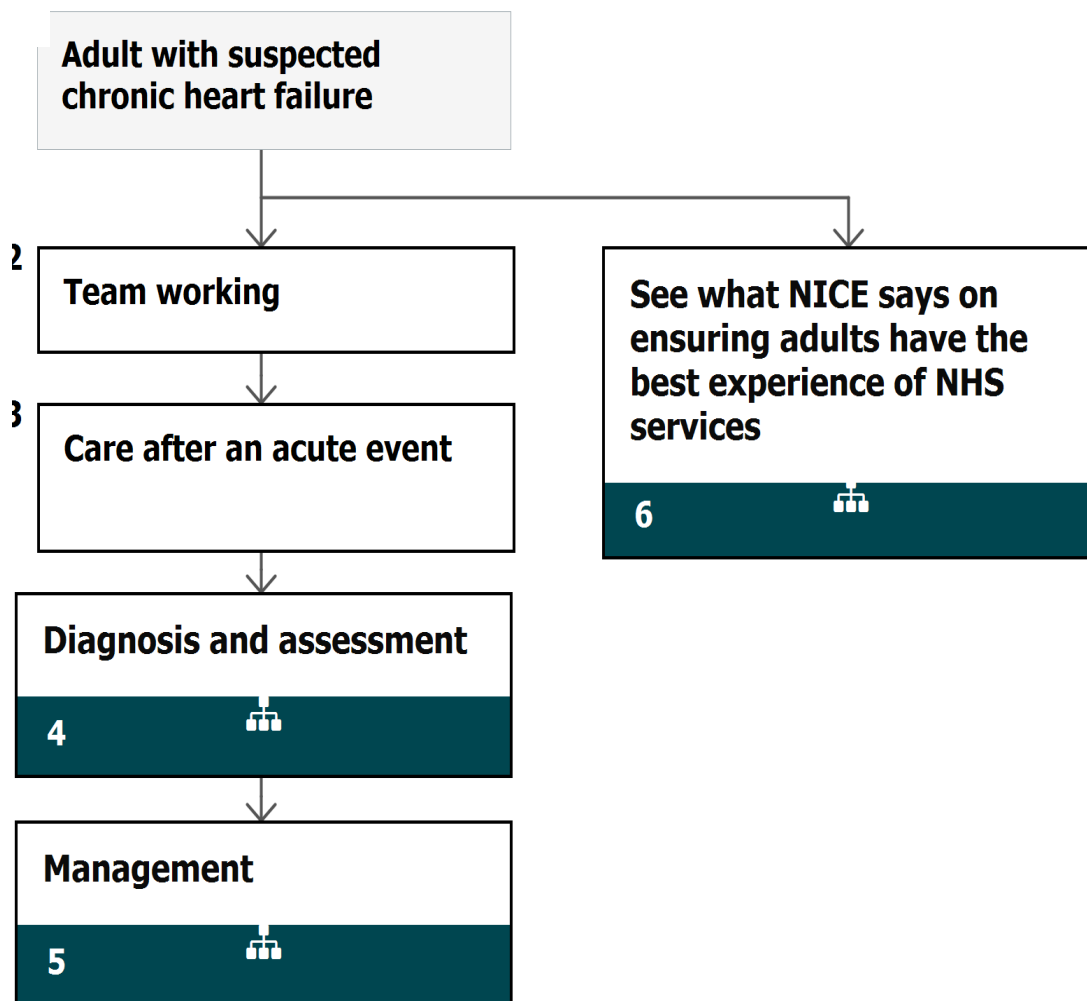 Adult with suspected
chronic heart failure
2
Team working
3
Care after an acute event
Diagnosis and assessment
4
Management
5
See what NICE says on
ensuring adults have the
best experience of NHS
services
6